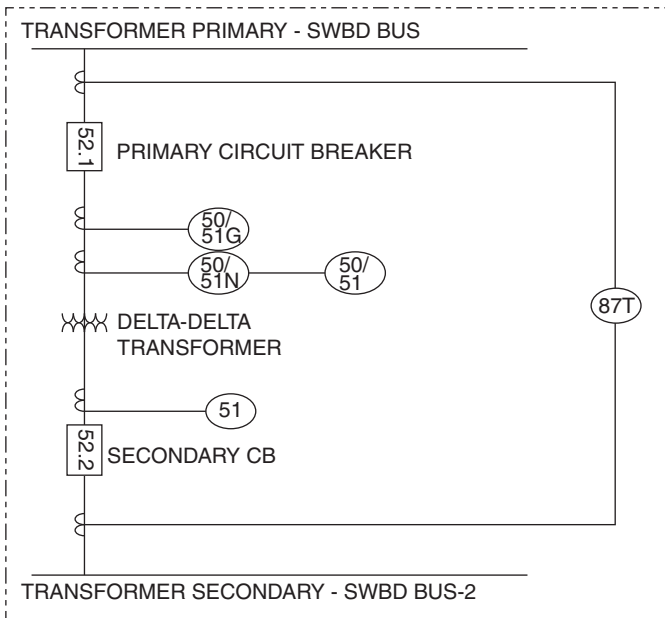 TRANSFORMER PRIMARY - SWBD BUS
52.1
PRIMARY CIRCUIT BREAKER
50/
51G
50/
51N
50/
51
87T
DELTA-DELTA
TRANSFORMER
51
52.2
SECONDARY CB
TRANSFORMER SECONDARY - SWBD BUS-2